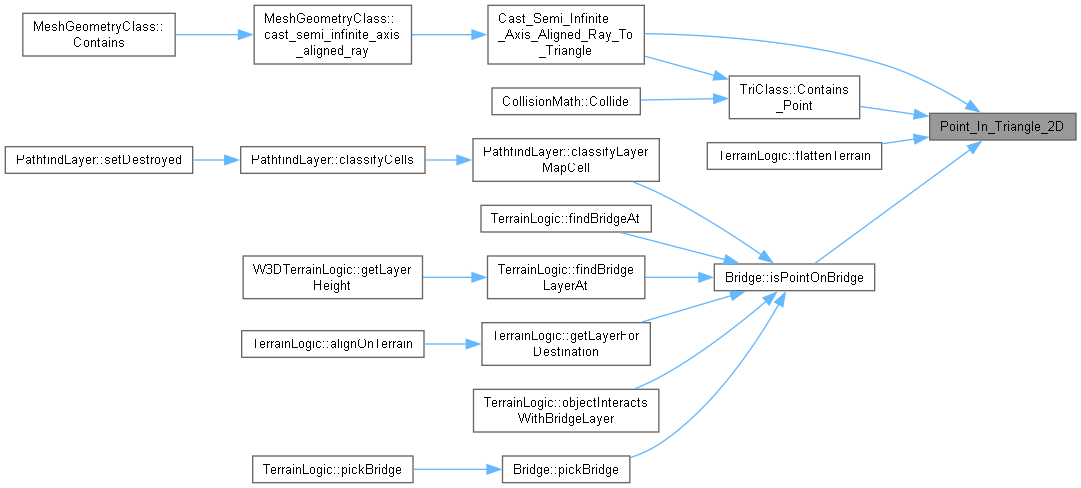 MeshGeometryClass::
Contains
MeshGeometryClass::
cast_semi_infinite_axis
_aligned_ray
Cast_Semi_Infinite
_Axis_Aligned_Ray_To
_Triangle
CollisionMath::Collide
TriClass::Contains
_Point
Point_In_Triangle_2D
TerrainLogic::flattenTerrain
PathfindLayer::setDestroyed
PathfindLayer::classifyCells
PathfindLayer::classifyLayer
MapCell
TerrainLogic::findBridgeAt
W3DTerrainLogic::getLayer
Height
TerrainLogic::findBridge
LayerAt
Bridge::isPointOnBridge
TerrainLogic::alignOnTerrain
TerrainLogic::getLayerFor
Destination
TerrainLogic::objectInteracts
WithBridgeLayer
TerrainLogic::pickBridge
Bridge::pickBridge